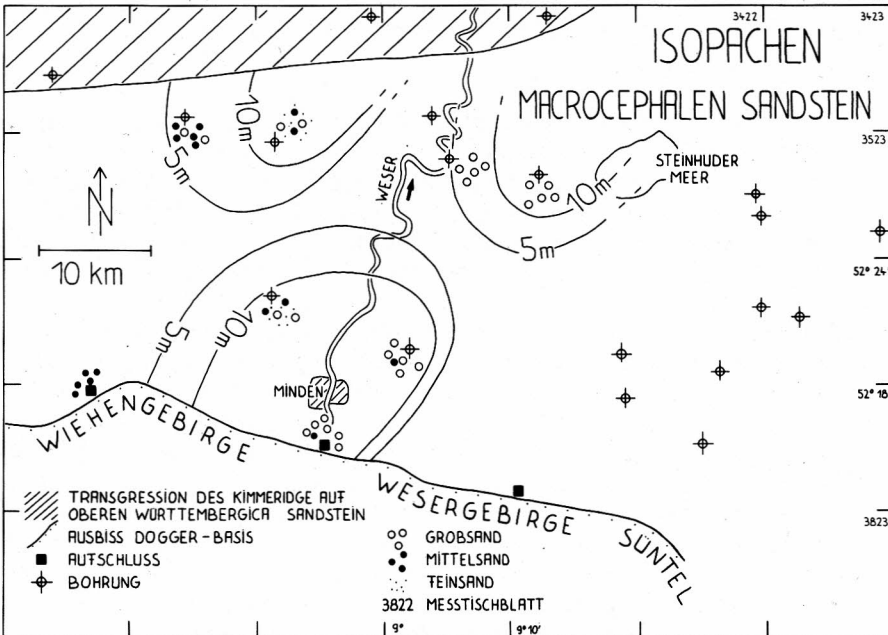 3422
3423
ISOPACHEN
MACROCEPHALEN SANDSTEIN
10m
5m
3523
STEINHUDER
MEER
10m
WESER
N
5m
10 km
52° 24'
5m
10m
MINDEN
52° 18'
WIEHENGEBIRGE
WESERGEBIRGE
SÜNTEL
3823
TRANSGRESSION DES KIMMERIDGE AUF
OBEREN WÜRTTEMBERGICA SANDSTEIN
AUSBISS DOGGER-BASIS
AUFSCHLUSS
BOHRUNG
GROBSAND
MITTELSAND
FEINSAND
3822 MESSTISCHBLATT
9°
9°10'